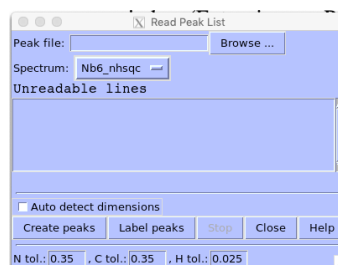 Read Peak List
Peak file:
Browse ...
Spectrum: Nb6_nhsqc
Unreadable lines
Auto detect dimensions
Create peaks Label peaks Stop Close Help
N tol.: 0.35 , C tol.: 0.35 , H tol.: 0.025